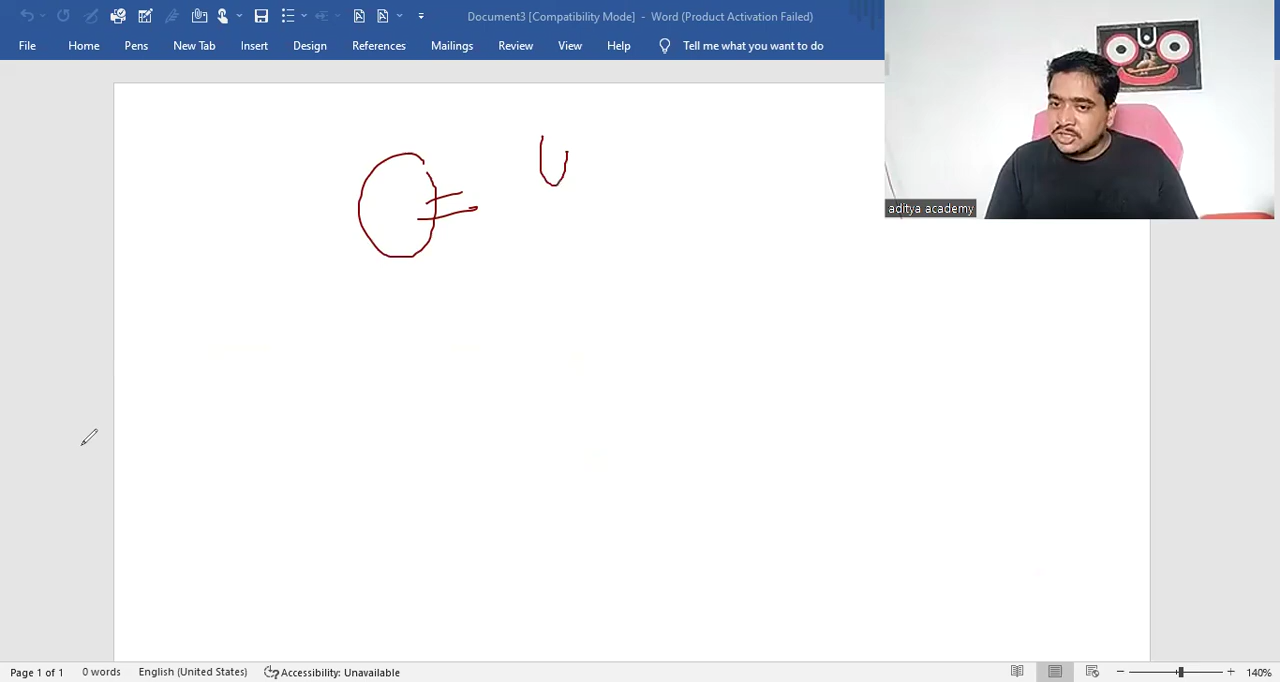 Document3 [Compatibility Mode] - Word (Product Activation Failed)
File Home Pens New Tab Insert Design References Mailings Review View Help Tell me what you want to do
aditya academy
U
Page 1 of 1 0 words English (United States) Accessibility: Unavailable 140%